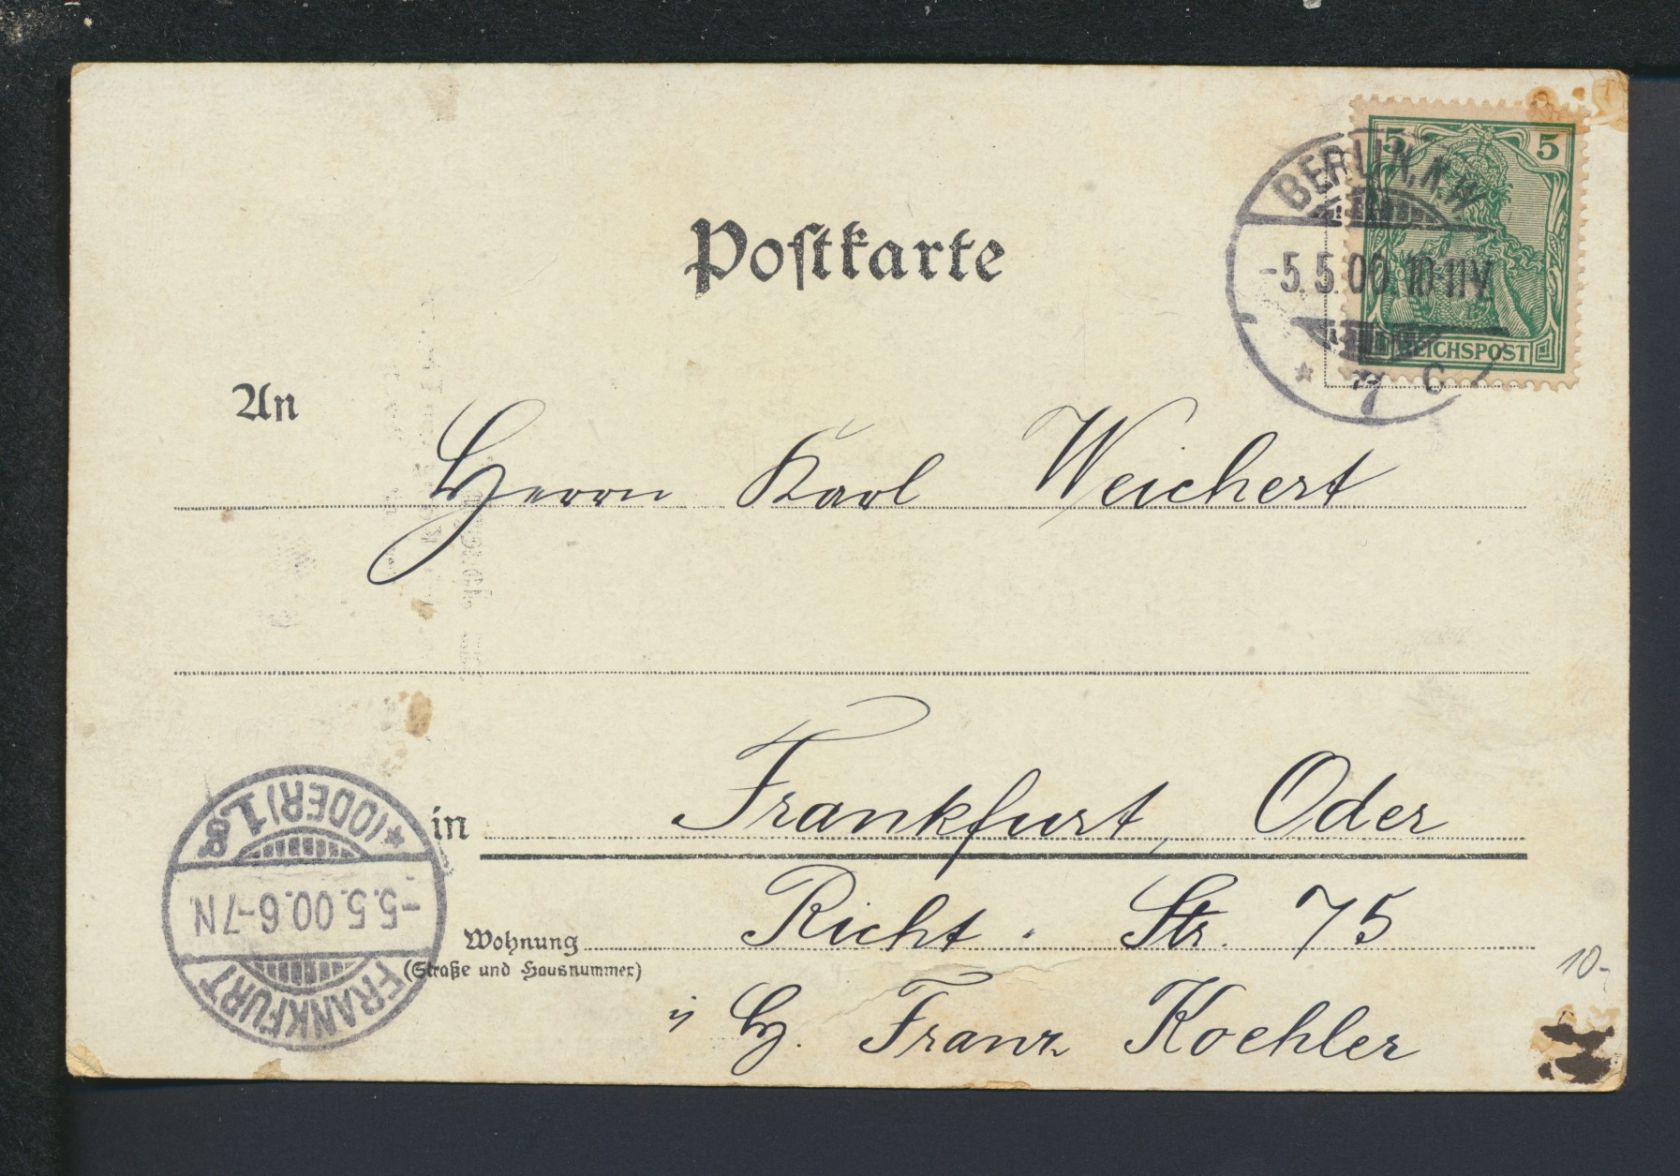 Postkarte
5 5
REICHSPOST
BERLIN, N.W.
-5.5.00.10-11V
* 7 c
An
Herrn Karl Weichert
in Frankfurt, Oder
Wohnung Richt. Str. 75
(Straße und Hausnummer)
Franz Koehler
10-
FRANKFURT
-5.5.00.6-7N.
*(ODER)1.g